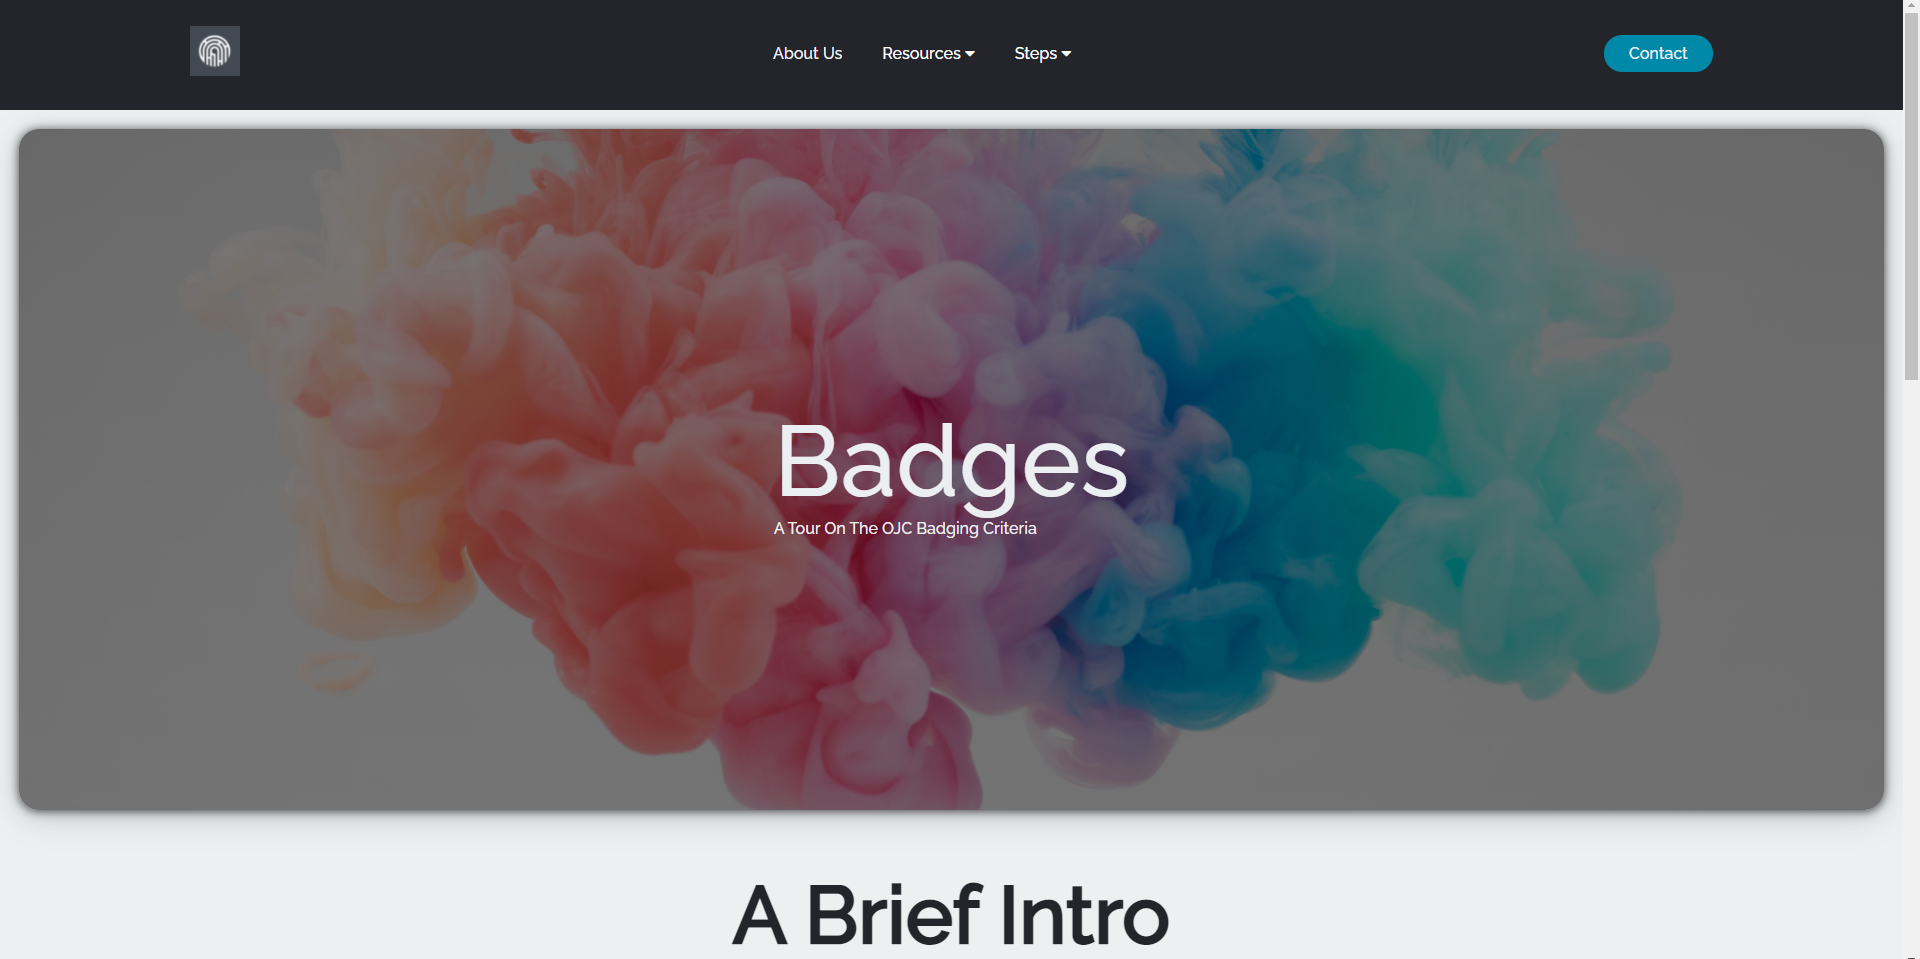 About Us
Resources
Steps
Contact
Badges
A Tour On The OJC Badging Criteria
A Brief Intro